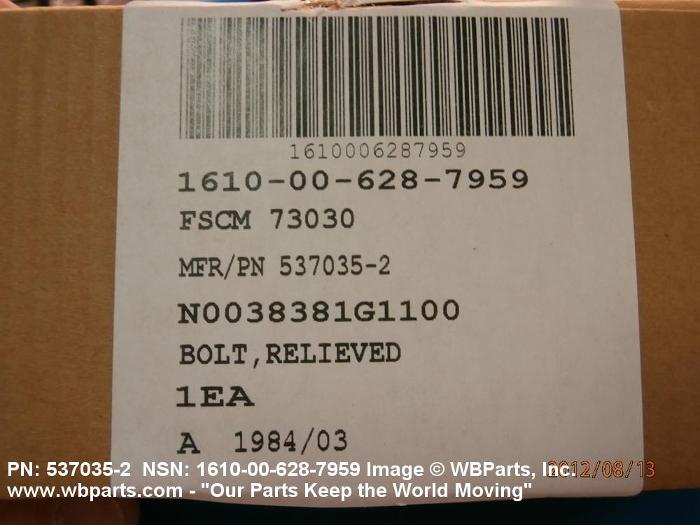 1610006287959
1610-00-628-7959
FSCM 73030
MFR/PN 537035-2
N0038381G1100
BOLT,RELIEVED
1EA
A 1984/03
2012/08/13
PN: 537035-2 NSN: 1610-00-628-7959 Image © WBParts, Inc.
www.wbparts.com - "Our Parts Keep the World Moving"